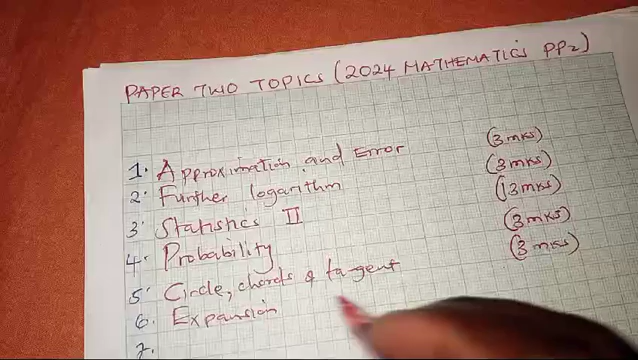 PAPER TWO TOPICS (2024 MATHEMATICS PP2)
1. Approximation and Error (3 mks)
2. Further logarithm (3 mks)
3. Statistics II (13 mks)
4. Probability (3 mks)
5. Circle, chords & tangent (3 mks)
6. Expansion
7.